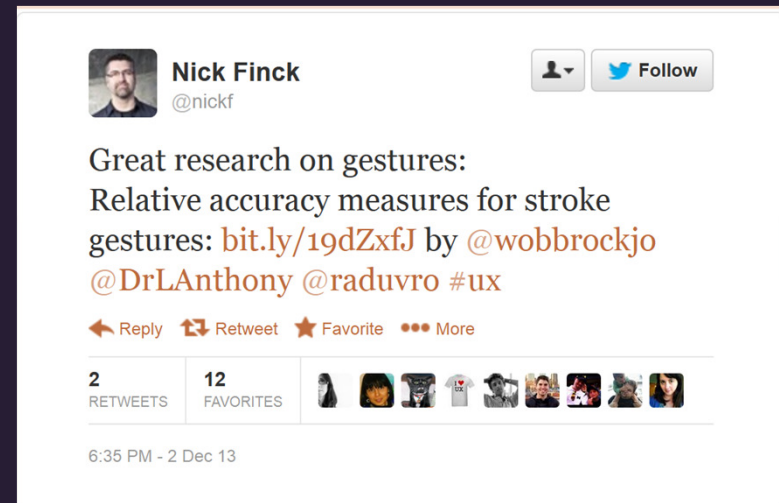 Nick Finck
@nickf
Follow
Great research on gestures:
Relative accuracy measures for stroke
gestures: bit.ly/19dZxfJ by @wobbrockjo
@DrLAnthony @raduvro #ux
Reply Retweet Favorite More
2 12
RETWEETS FAVORITES
I ♥
UX
6:35 PM - 2 Dec 13